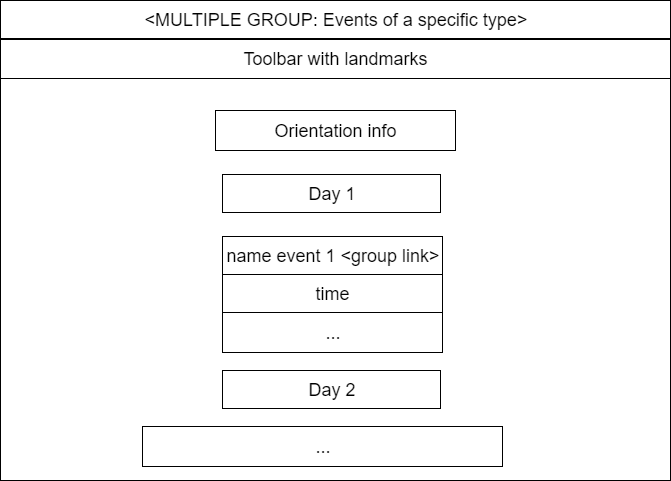 <MULTIPLE GROUP: Events of a specific type>
Toolbar with landmarks
Orientation info
Day 1
name event 1 <group link>
time
...
Day 2
...